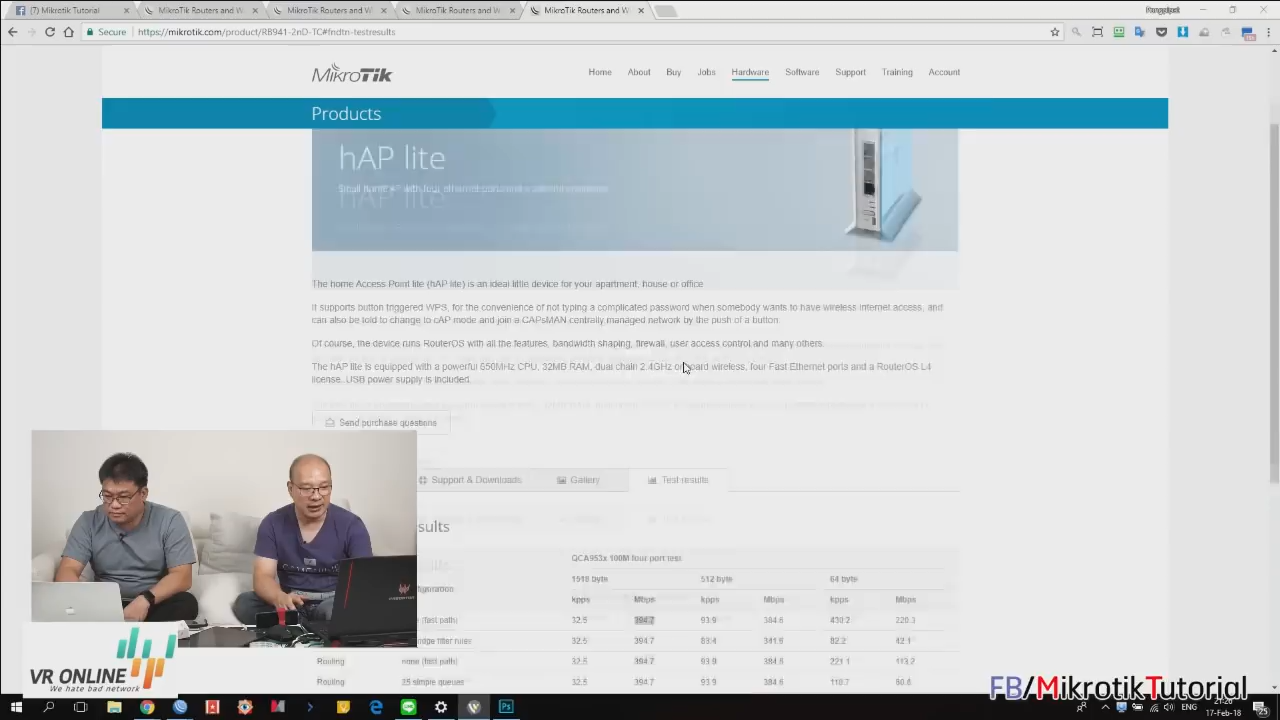 (7) Mikrotik Tutorial
MikroTik Routers and W
MikroTik Routers and W
MikroTik Routers and W
MikroTik Routers and W
Secure
https://mikrotik.com/product/RB941-2nD-TC#fndtn-testresults
MikroTik
Home About Buy Jobs Hardware Software Support Training Account
Products
hAP lite
The home Access Point lite (hAP lite) is an ideal little device for your apartment, house or office
It supports button triggered WPS, for the convenience of not typing a complicated password when somebody wants to have wireless internet access, and
can also be told to change to cAP mode and join a CAPsMAN centrally managed network by the push of a button.
Of course, the device runs RouterOS with all the features, bandwidth shaping, firewall, user access control and many others.
The hAP lite is equipped with a powerful 650MHz CPU, 32MB RAM, dual chain 2.4GHz onboard wireless, four Fast Ethernet ports and a RouterOS L4
license. USB power supply is included.
Send purchase questions
Support & Downloads Gallery Test results
sults
QCA953x 100M four port test
1518 byte 512 byte 64 byte
kpps Mbps kpps Mbps kpps Mbps
(fast path) 32.5 394.7 93.9 384.6
32.5 394.7 341.9 82.2 42.1
Routing none (fast path) 32.5 394.7 93.9 384.6 221.1 113.2
Routing 25 simple queues 32.5 394.7 93.9 384.6
VR ONLINE
We hate bad network
FB/MikrotikTutorial
ENG
17-Feb-18
25